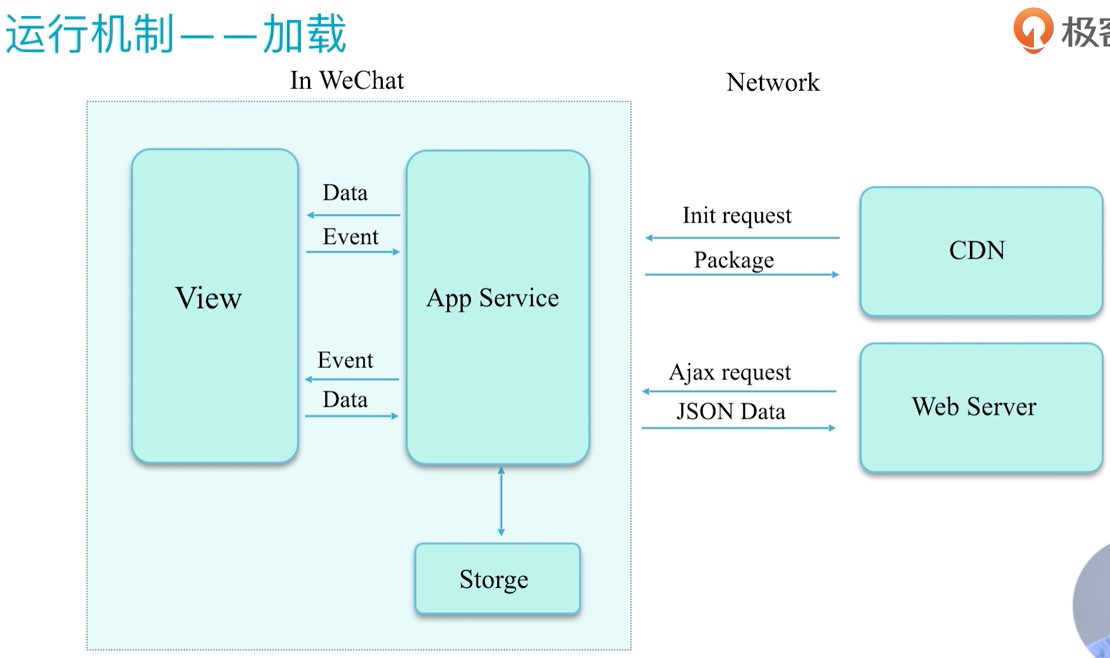 运行机制——加载
极客
In WeChat
Network
View
Data
Event
Event
Data
App Service
Storge
Init request
Package
CDN
Ajax request
JSON Data
Web Server